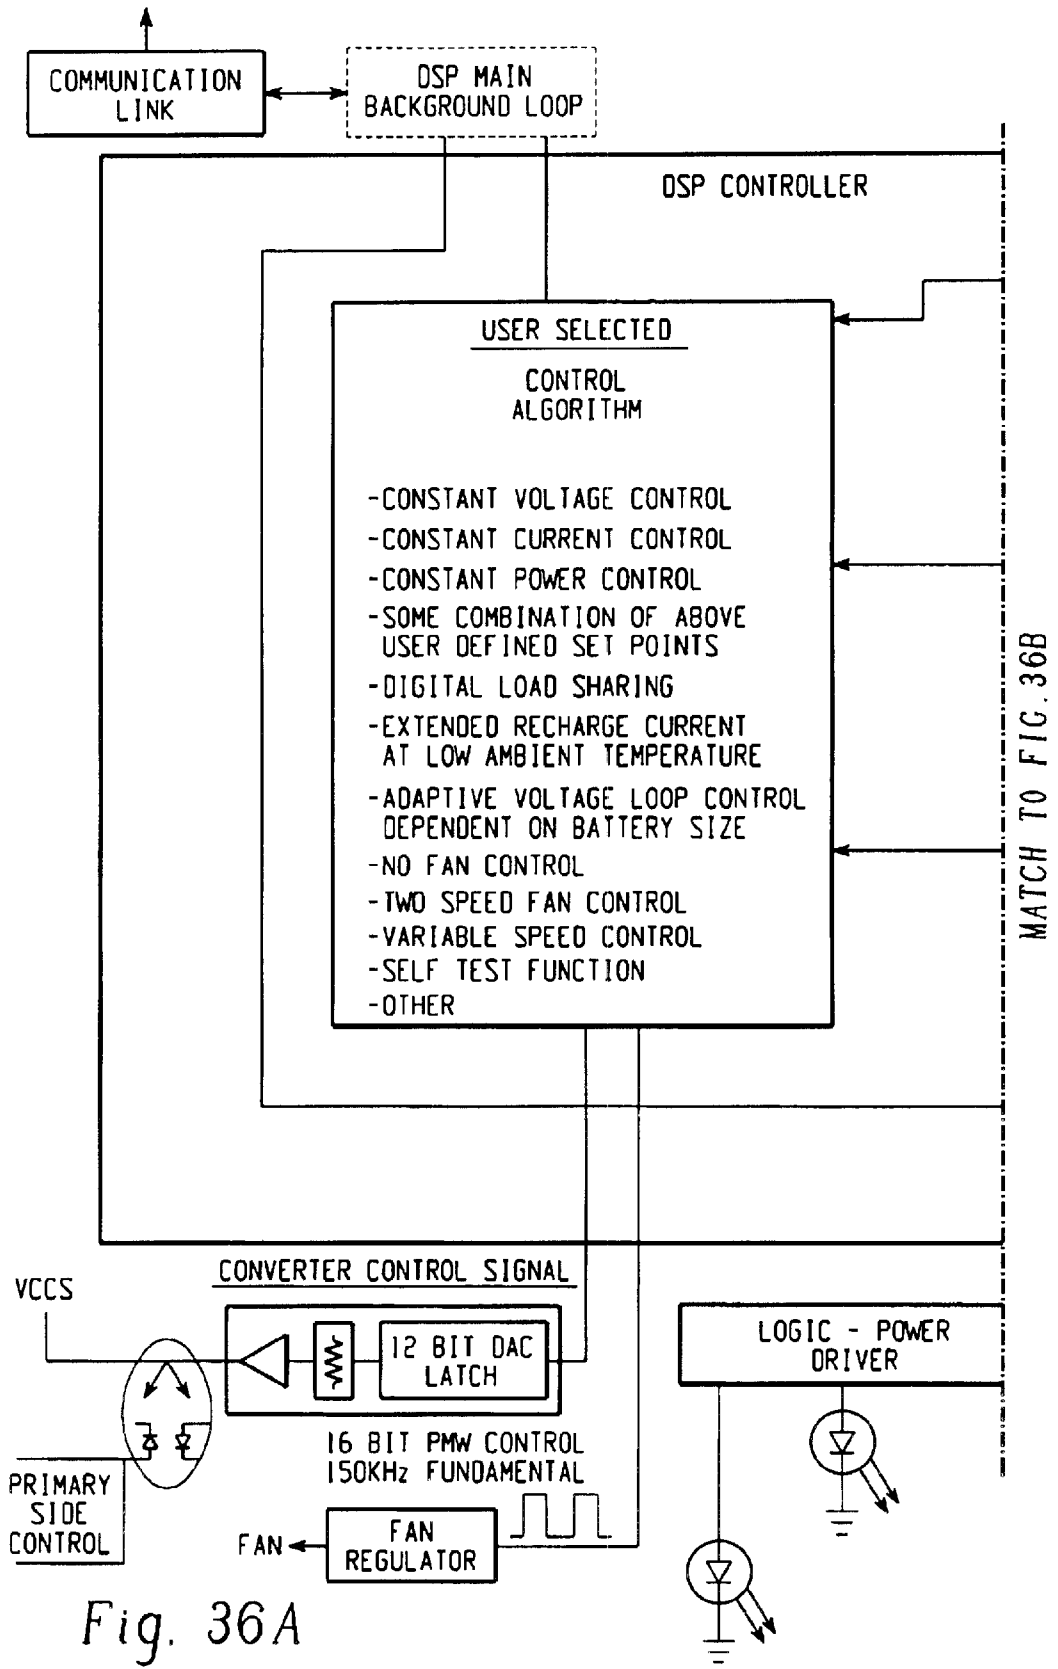 COMMUNICATION
LINK
DSP MAIN
BACKGROUND LOOP
DSP CONTROLLER
USER SELECTED
CONTROL
ALGORITHM
-CONSTANT VOLTAGE CONTROL
-CONSTANT CURRENT CONTROL
-CONSTANT POWER CONTROL
-SOME COMBINATION OF ABOVE
USER DEFINED SET POINTS
-DIGITAL LOAD SHARING
-EXTENDED RECHARGE CURRENT
AT LOW AMBIENT TEMPERATURE
-ADAPTIVE VOLTAGE LOOP CONTROL
DEPENDENT ON BATTERY SIZE
-NO FAN CONTROL
-TWO SPEED FAN CONTROL
-VARIABLE SPEED CONTROL
-SELF TEST FUNCTION
-OTHER
MATCH TO FIG. 36B
CONVERTER CONTROL SIGNAL
VCCS
12 BIT DAC
LATCH
LOGIC - POWER
DRIVER
16 BIT PMW CONTROL
150KHz FUNDAMENTAL
PRIMARY
SIDE
CONTROL
FAN
FAN
REGULATOR
Fig. 36A